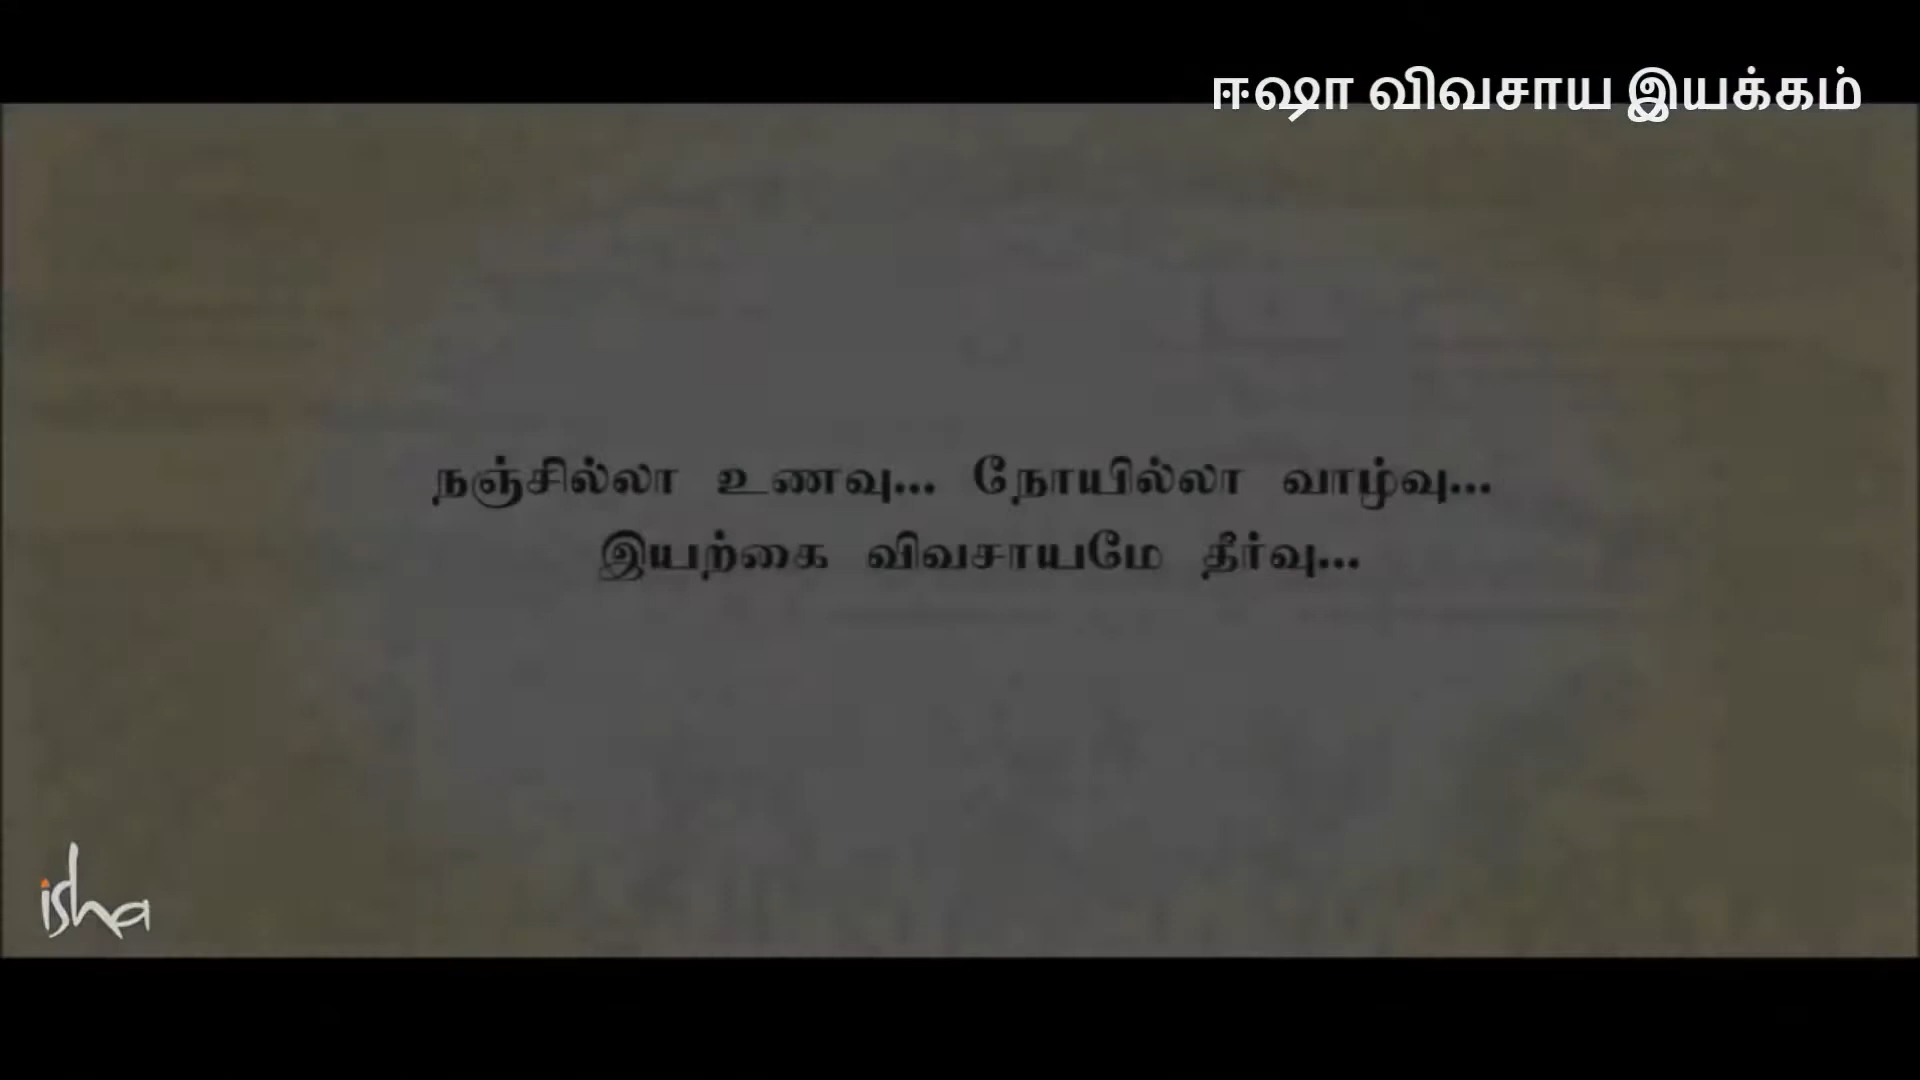 ஈஷா விவசாய இயக்கம்
நஞ்சில்லா உணவு... நோயில்லா வாழ்வு...
இயற்கை விவசாயமே தீர்வு...
isha